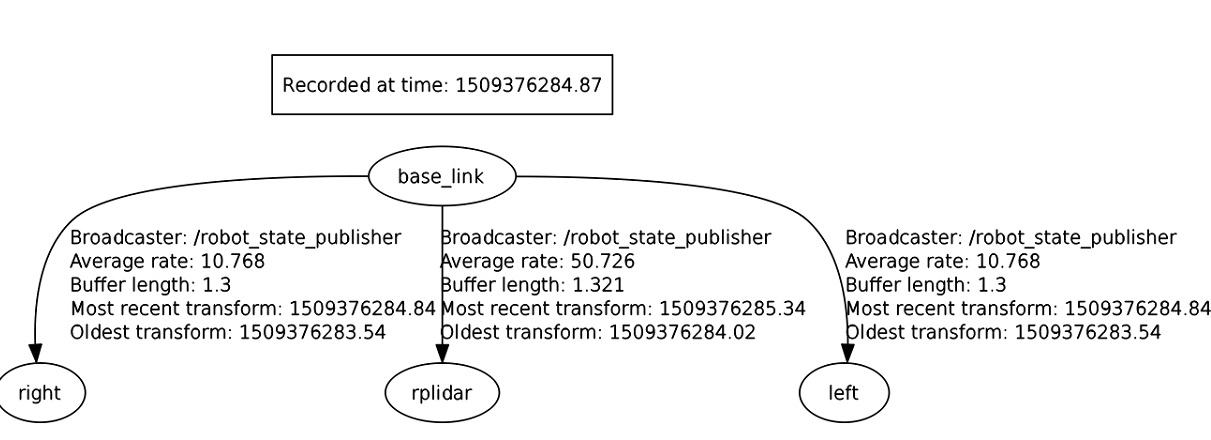 Recorded at time: 1509376284.87
base_link
Broadcaster: /robot_state_publisher
Average rate: 10.768
Buffer length: 1.3
Most recent transform: 1509376284.84
Oldest transform: 1509376283.54
Broadcaster: /robot_state_publisher
Average rate: 50.726
Buffer length: 1.321
Most recent transform: 1509376285.34
Oldest transform: 1509376284.02
Broadcaster: /robot_state_publisher
Average rate: 10.768
Buffer length: 1.3
Most recent transform: 1509376284.84
Oldest transform: 1509376283.54
right
rplidar
left